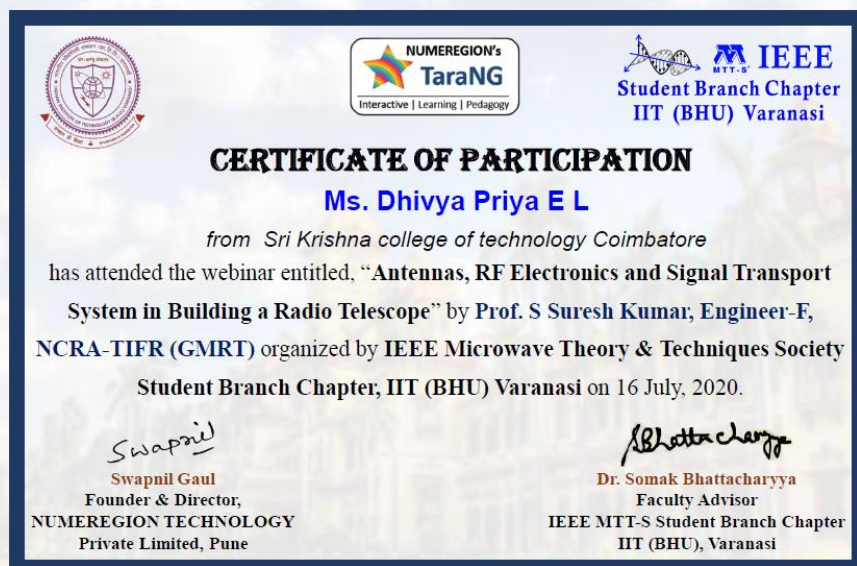 NUMEREGION's
TaraNG
Interactive | Learning | Pedagogy
MTT-S IEEE
Student Branch Chapter
IIT (BHU) Varanasi
CERTIFICATE OF PARTICIPATION
Ms. Dhivya Priya E L
from Sri Krishna college of technology Coimbatore
has attended the webinar entitled, “Antennas, RF Electronics and Signal Transport
System in Building a Radio Telescope” by Prof. S Suresh Kumar, Engineer-F,
NCRA-TIFR (GMRT) organized by IEEE Microwave Theory & Techniques Society
Student Branch Chapter, IIT (BHU) Varanasi on 16 July, 2020.
Swapnil
Swapnil Gaul
Founder & Director,
NUMEREGION TECHNOLOGY
Private Limited, Pune
SBhattacharyya
Dr. Somak Bhattacharyya
Faculty Advisor
IEEE MTT-S Student Branch Chapter
IIT (BHU), Varanasi